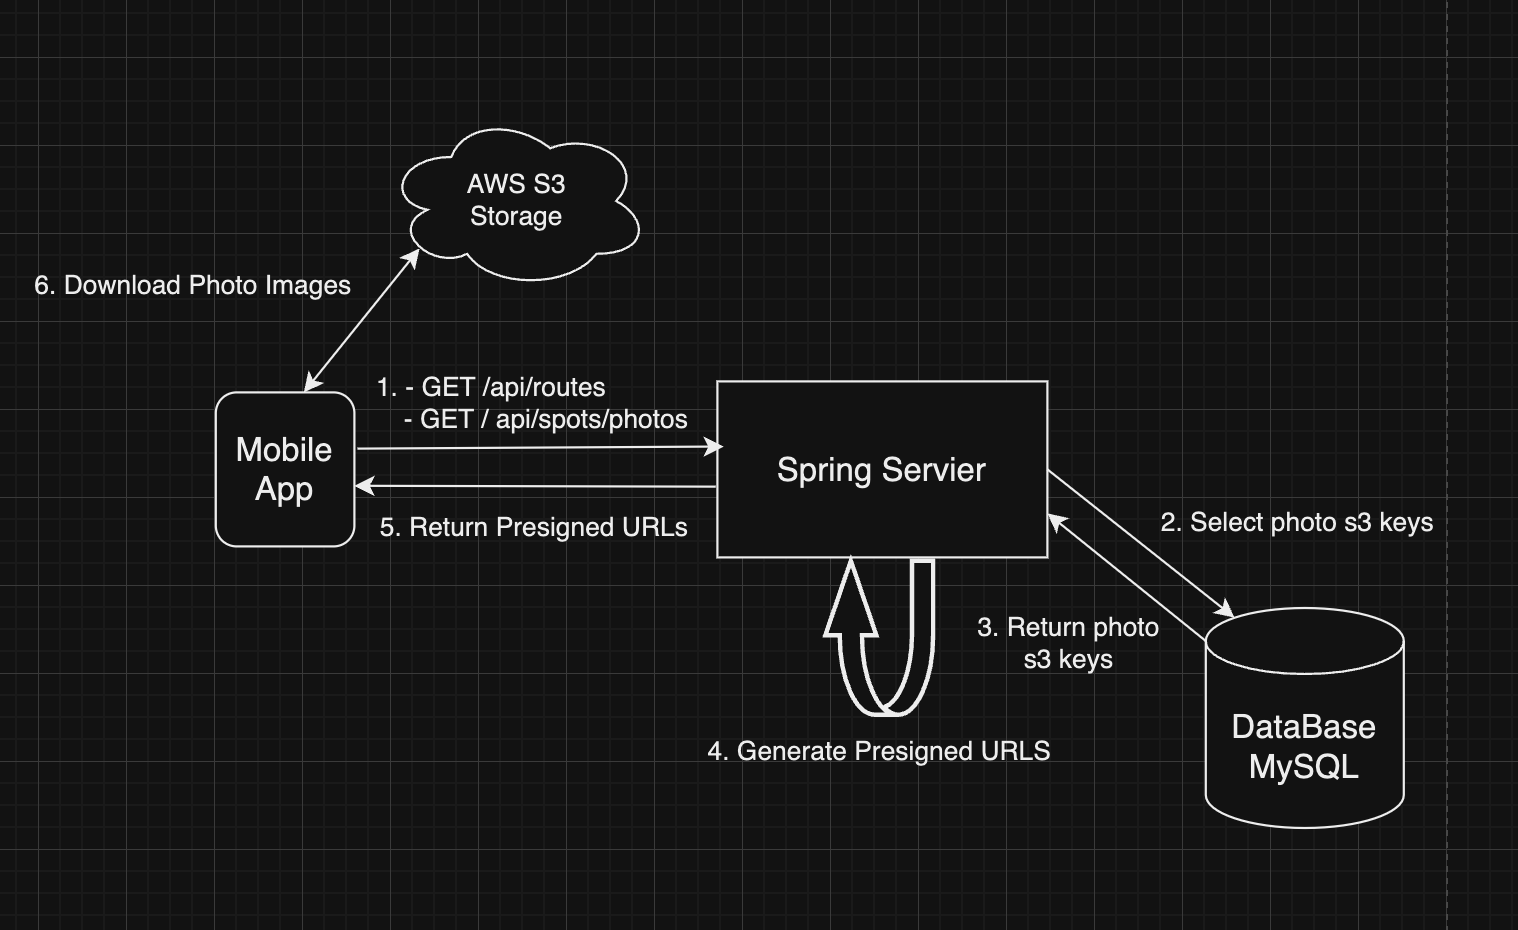 AWS S3
Storage
6. Download Photo Images
1. - GET /api/routes
- GET / api/spots/photos
Mobile
App
Spring Servier
5. Return Presigned URLs
2. Select photo s3 keys
3. Return photo
s3 keys
4. Generate Presigned URLS
DataBase
MySQL